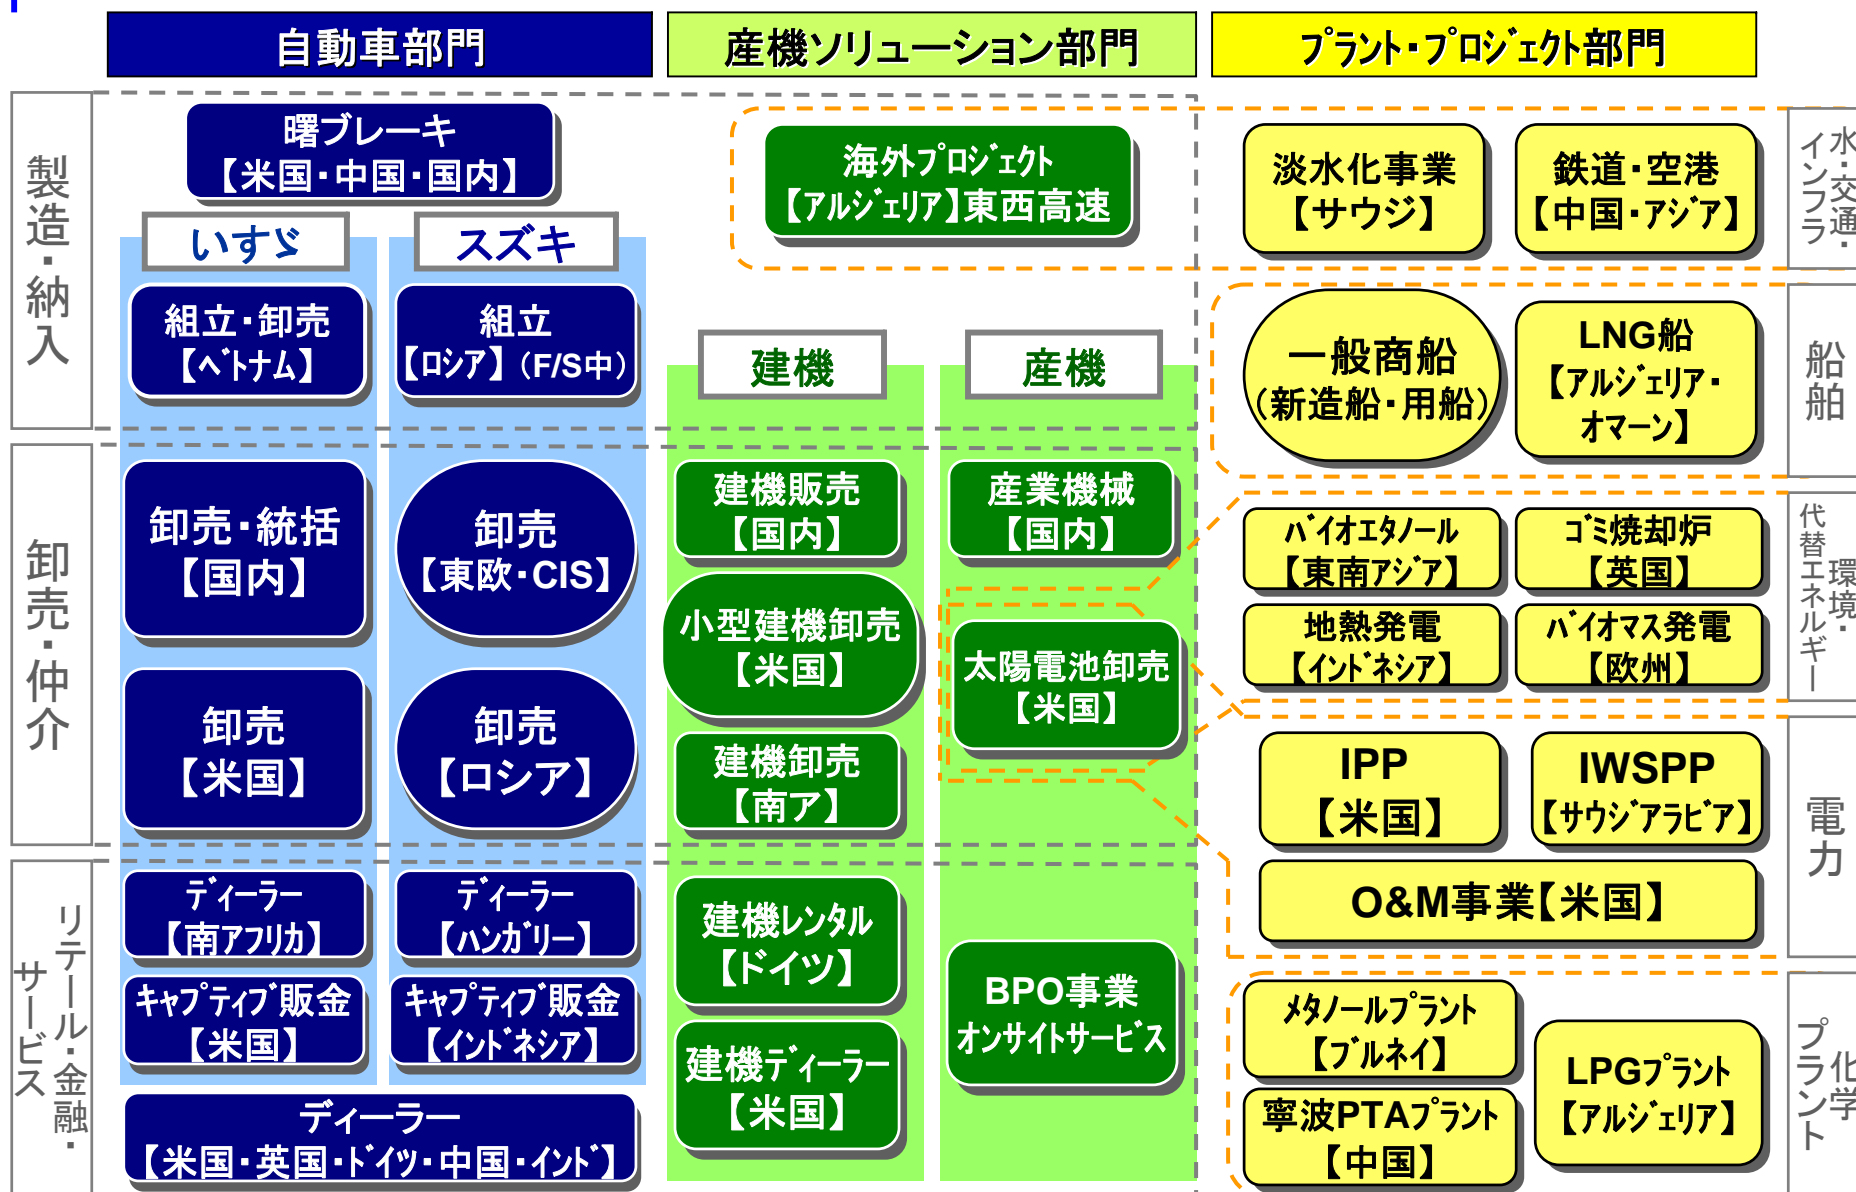 自動車部門
産機ソリューション部門
プラント・プロジェクト部門
製造・納入
曙ブレーキ
【米国・中国・国内】
いすゞ
スズキ
組立・卸売
【ベトナム】
組立
【ロシア】（F/S中）
海外プロジェクト
【アルジェリア】東西高速
建機
産機
淡水化事業
【サウジ】
鉄道・空港
【中国・アジア】
水・交通・
インフラ
一般商船
（新造船・用船）
LNG船
【アルジェリア・
オマーン】
船舶
卸売・仲介
卸売・統括
【国内】
卸売
【東欧・CIS】
卸売
【米国】
卸売
【ロシア】
建機販売
【国内】
小型建機卸売
【米国】
建機卸売
【南ア】
産業機械
【国内】
太陽電池卸売
【米国】
バイオエタノール
【東南アジア】
ゴミ焼却炉
【英国】
地熱発電
【インドネシア】
バイオマス発電
【欧州】
環境・
代替エネルギー
IPP
【米国】
IWSPP
【サウジアラビア】
O&M事業【米国】
電力
リテール・金融・
サービス
ディーラー
【南アフリカ】
ディーラー
【ハンガリー】
キャプティブ販金
【米国】
キャプティブ販金
【インドネシア】
ディーラー
【米国・英国・ドイツ・中国・インド】
建機レンタル
【ドイツ】
建機ディーラー
【米国】
BPO事業
オンサイトサービス
メタノールプラント
【ブルネイ】
寧波PTAプラント
【中国】
LPGプラント
【アルジェリア】
化学
プラント